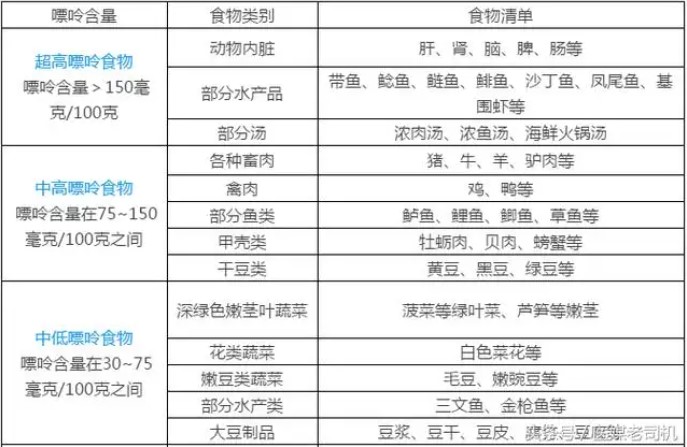 嘌呤含量 食物类别 食物清单
超高嘌呤食物
嘌呤含量＞150毫
克/100克
动物内脏 肝、肾、脑、脾、肠等
部分水产品 带鱼、鲶鱼、鲢鱼、鲱鱼、沙丁鱼、凤尾鱼、基
围虾等
部分汤 浓肉汤、浓鱼汤、海鲜火锅汤
中高嘌呤食物
嘌呤含量在75~150
毫克/100克之间
各种畜肉 猪、牛、羊、驴肉等
禽肉 鸡、鸭等
部分鱼类 鲈鱼、鲤鱼、鲫鱼、草鱼等
甲壳类 牡蛎肉、贝肉、螃蟹等
干豆类 黄豆、黑豆、绿豆等
中低嘌呤食物
嘌呤含量在30~75
毫克/100克之间
深绿色嫩茎叶蔬菜 菠菜等绿叶菜、芦笋等嫩茎
花类蔬菜 白色菜花等
嫩豆类蔬菜 毛豆、嫩豌豆等
部分水产类 三文鱼、金枪鱼等
大豆制品 豆浆、豆干、豆皮、
老司机